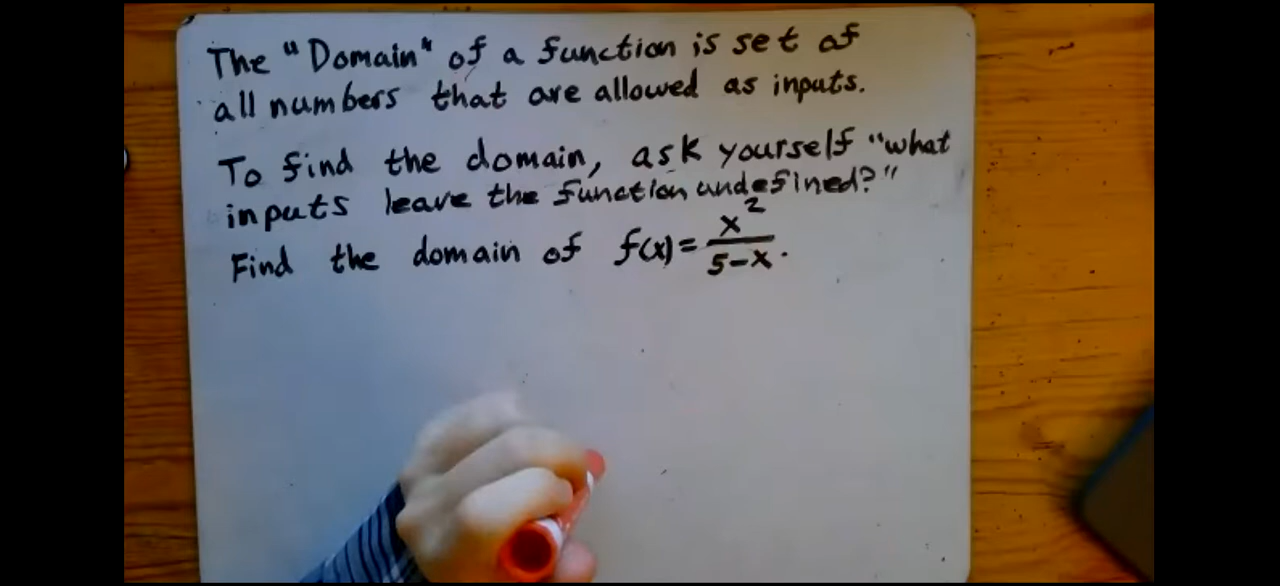 The "Domain" of a function is set of
all numbers that are allowed as inputs.
To find the domain, ask yourself "what
inputs leave the function undefined?"
Find the domain of f(x)=x²/(5-x).